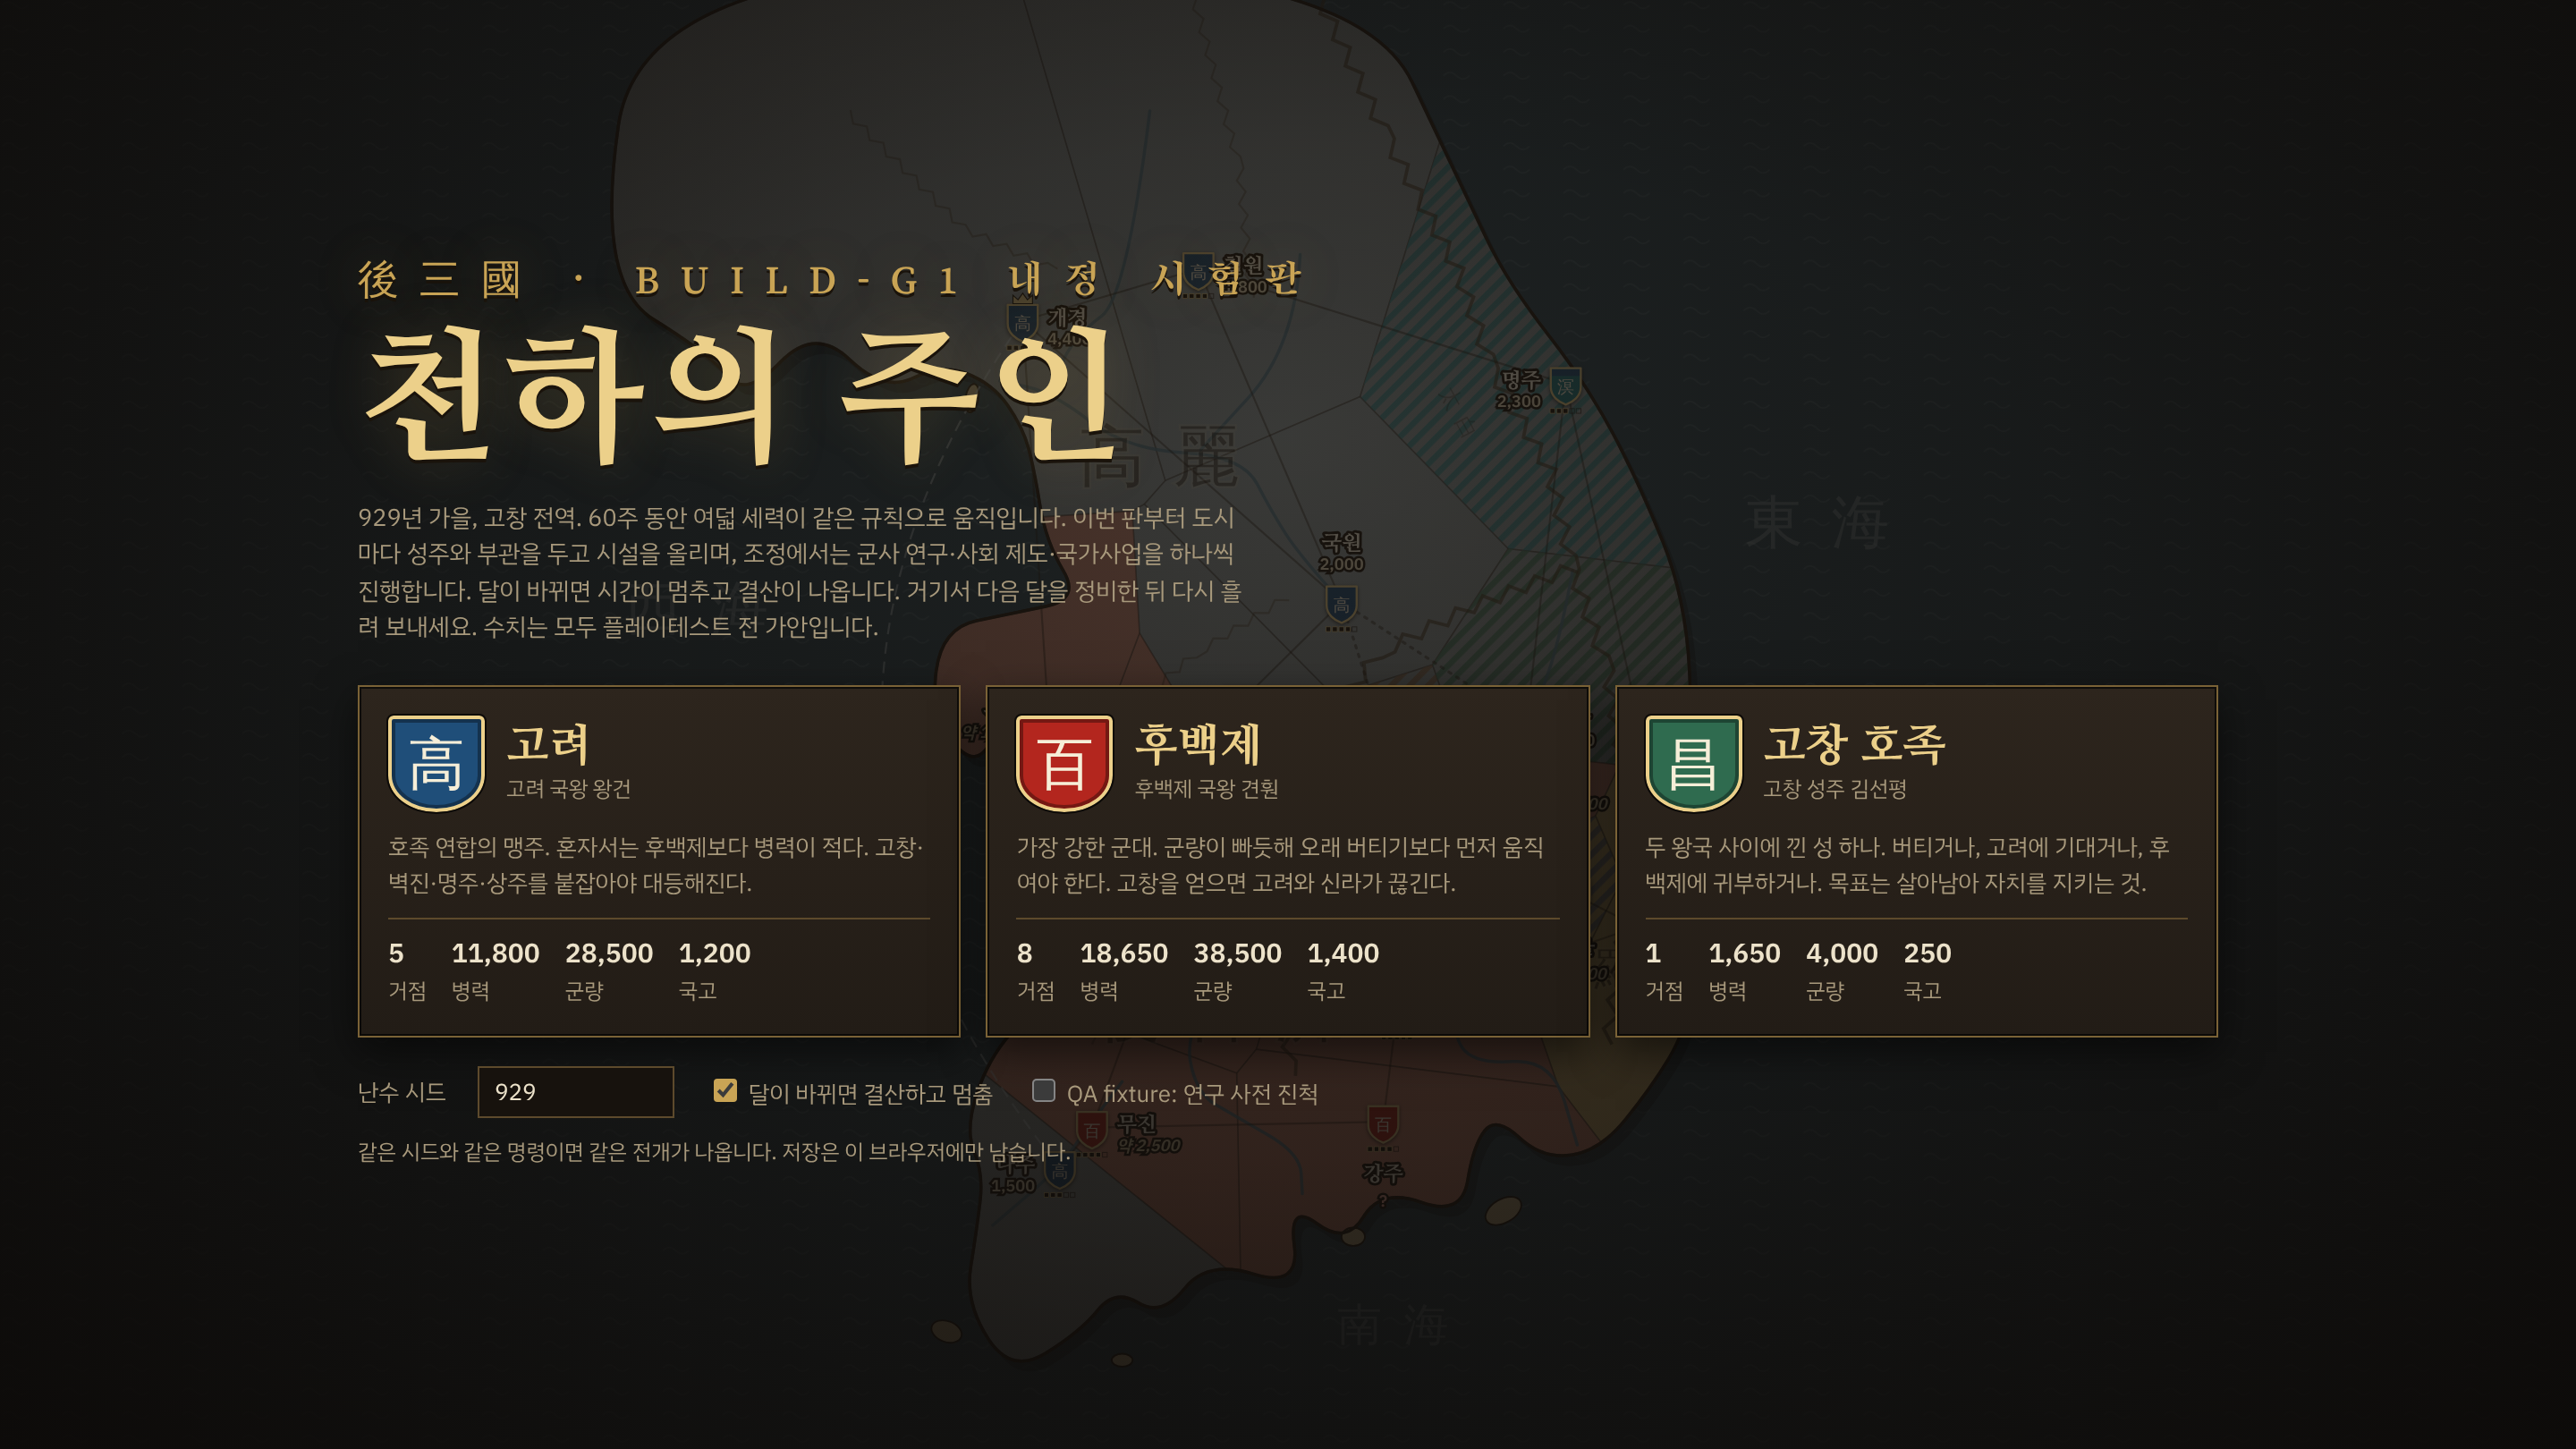 後三國 · BUILD-G1 내정 시험판
천하의 주인
929년 가을, 고창 전역. 60주 동안 여덟 세력이 같은 규칙으로 움직입니다. 이번 판부터 도시
마다 성주와 부관을 두고 시설을 올리며, 조정에서는 군사 연구·사회 제도·국가사업을 하나씩
진행합니다. 달이 바뀌면 시간이 멈추고 결산이 나옵니다. 거기서 다음 달을 정비한 뒤 다시 흘
려 보내세요. 수치는 모두 플레이테스트 전 가안입니다.
高
고려
고려 국왕 왕건
호족 연합의 맹주. 혼자서는 후백제보다 병력이 적다. 고창·
벽진·명주·상주를 붙잡아야 대등해진다.
5 11,800 28,500 1,200
거점 병력 군량 국고
百
후백제
후백제 국왕 견훤
가장 강한 군대. 군량이 빠듯해 오래 버티기보다 먼저 움직
여야 한다. 고창을 얻으면 고려와 신라가 끊긴다.
8 18,650 38,500 1,400
거점 병력 군량 국고
昌
고창 호족
고창 성주 김선평
두 왕국 사이에 낀 성 하나. 버티거나, 고려에 기대거나, 후
백제에 귀부하거나. 목표는 살아남아 자치를 지키는 것.
1 1,650 4,000 250
거점 병력 군량 국고
난수 시드 929 달이 바뀌면 결산하고 멈춤 QA fixture: 연구 사전 진척
같은 시드와 같은 명령이면 같은 전개가 나옵니다. 저장은 이 브라우저에만 남습니다.
高
高 개경
高麗
명주 溟
2,300
東海
국원
2,000
高
海
百 무진
약 2,500
高
1,500
百
강주
?
南海